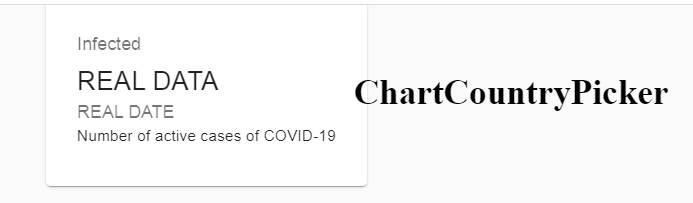 Infected
REAL DATA
REAL DATE
Number of active cases of COVID-19
ChartCountryPicker